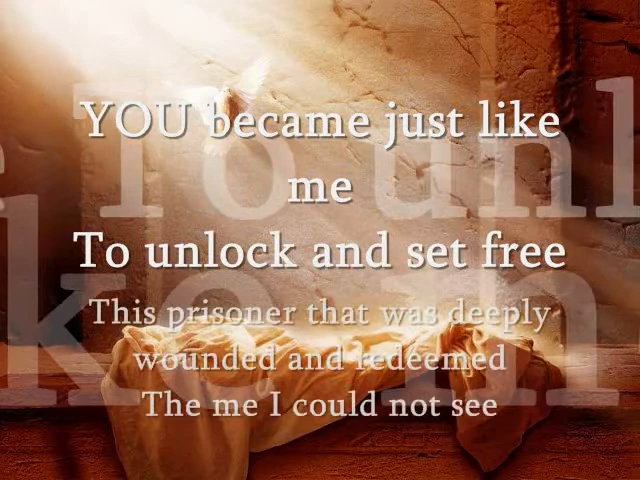 YOU became just like
me
To unlock and set free
This prisoner that was deeply
wounded and redeemed
The me I could not see